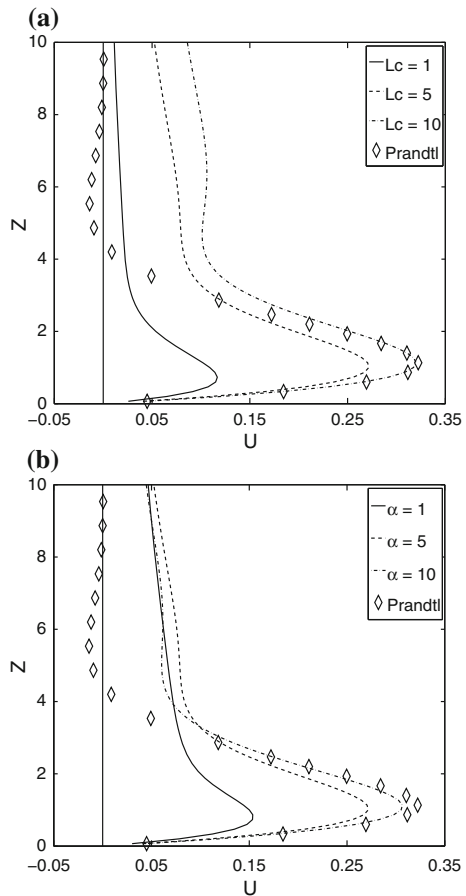 (a)
10
8
6
4
2
0
Z
Lc = 1
Lc = 5
Lc = 10
Prandtl
−0.05 0.05 0.15 0.25 0.35
U
(b)
10
8
6
4
2
0
Z
α = 1
α = 5
α = 10
Prandtl
−0.05 0.05 0.15 0.25 0.35
U